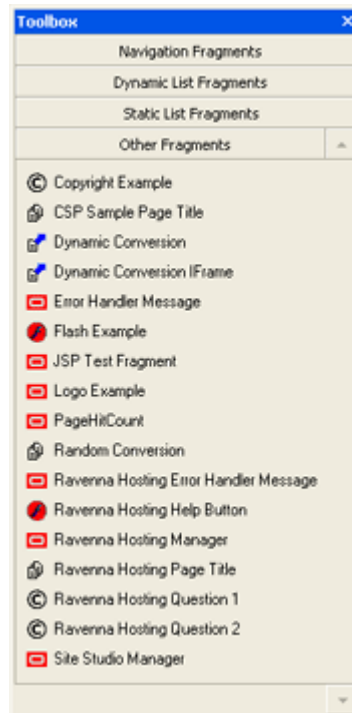 Toolbox
Navigation Fragments
Dynamic List Fragments
Static List Fragments
Other Fragments
Copyright Example
CSP Sample Page Title
Dynamic Conversion
Dynamic Conversion IFrame
Error Handler Message
Flash Example
JSP Test Fragment
Logo Example
PageHitCount
Random Conversion
Ravenna Hosting Error Handler Message
Ravenna Hosting Help Button
Ravenna Hosting Manager
Ravenna Hosting Page Title
Ravenna Hosting Question 1
Ravenna Hosting Question 2
Site Studio Manager